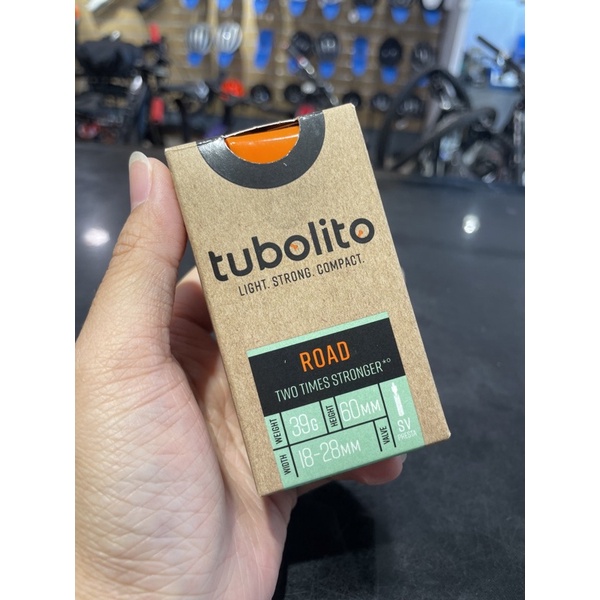 tubolito
LIGHT. STRONG. COMPACT.
ROAD
TWO TIMES STRONGER*°
WEIGHT 39G HEIGHT 60MM
WIDTH 18-28MM VALVE SV
PRESTA